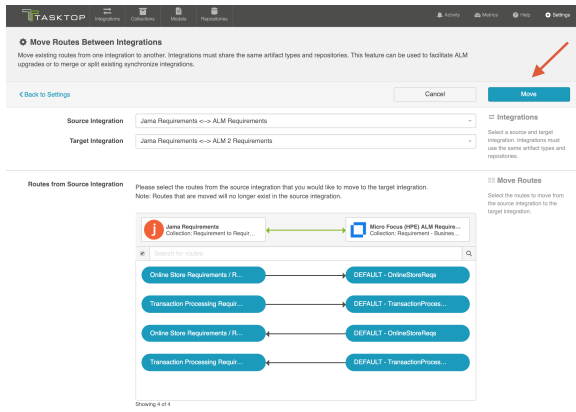 TASKTOP
Integrations
Collections
Models
Repositories
Activity
Metrics
Help
Settings
Move Routes Between Integrations
Move existing routes from one integration to another. Integrations must share the same artifact types and repositories. This feature can be used to facilitate ALM
upgrades or to merge or split existing synchronize integrations.
Back to Settings
Cancel
Move
Source Integration
Jama Requirements <--> ALM Requirements
Target Integration
Jama Requirements <--> ALM 2 Requirements
Integrations
Select a source and target
integration. Integrations must
use the same artifact types and
repositories.
Routes from Source Integration
Please select the routes from the source integration that you would like to move to the target integration.
Note: Routes that are moved will no longer exist in the source integration.
Move Routes
Select the routes to move from
the source integration to the
target integration.
j
Jama Requirements
Collection: Requirement to Requir...
Micro Focus (HPE) ALM Require...
Collection: Requirement - Busines...
Search for routes
Online Store Requirements / R...
DEFAULT - OnlineStoreReqs
Transaction Processing Requir...
DEFAULT - TransactionProces...
Online Store Requirements / R...
DEFAULT - OnlineStoreReqs
Transaction Processing Requir...
DEFAULT - TransactionProces...
Showing 4 of 4